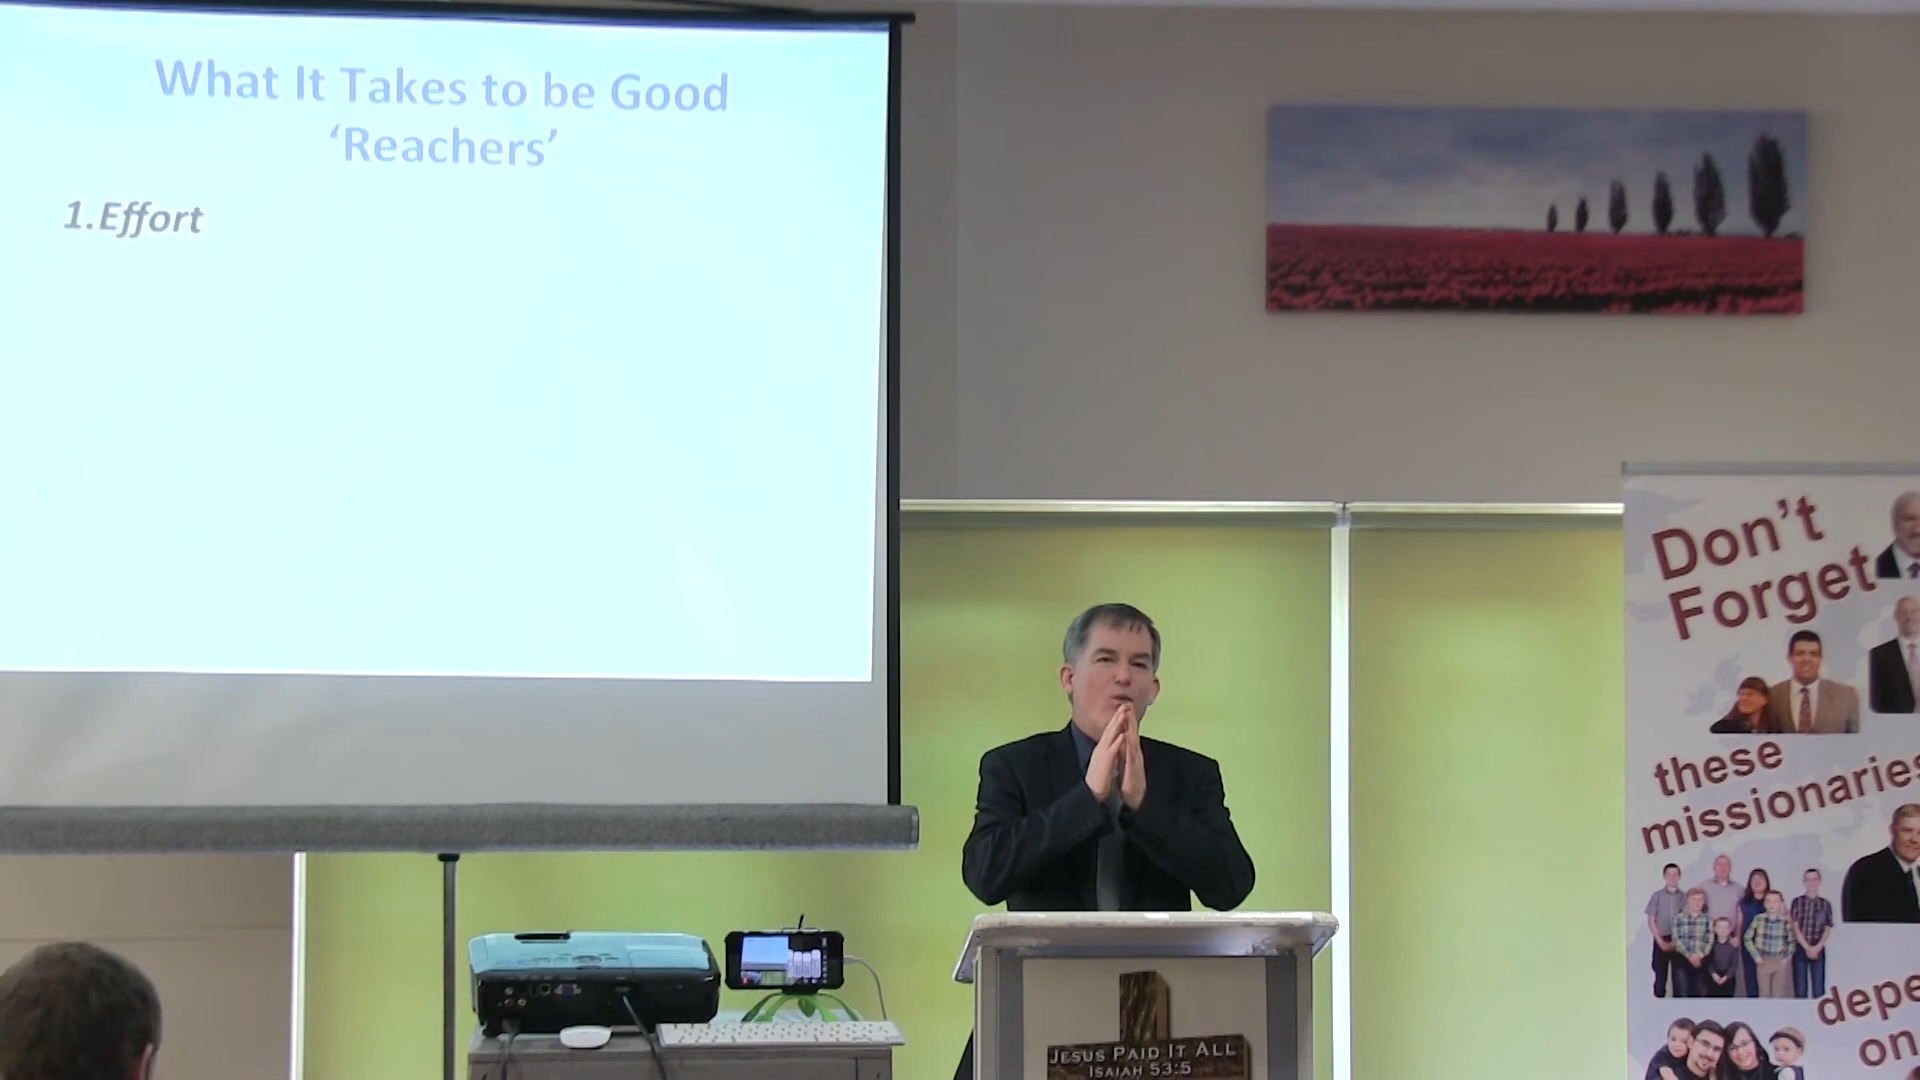 What It Takes to be Good
‘Reachers’
1.Effort
Don't
Forget
these
missionaries
on
JESUS PAID IT ALL
ISAIAH 53:5